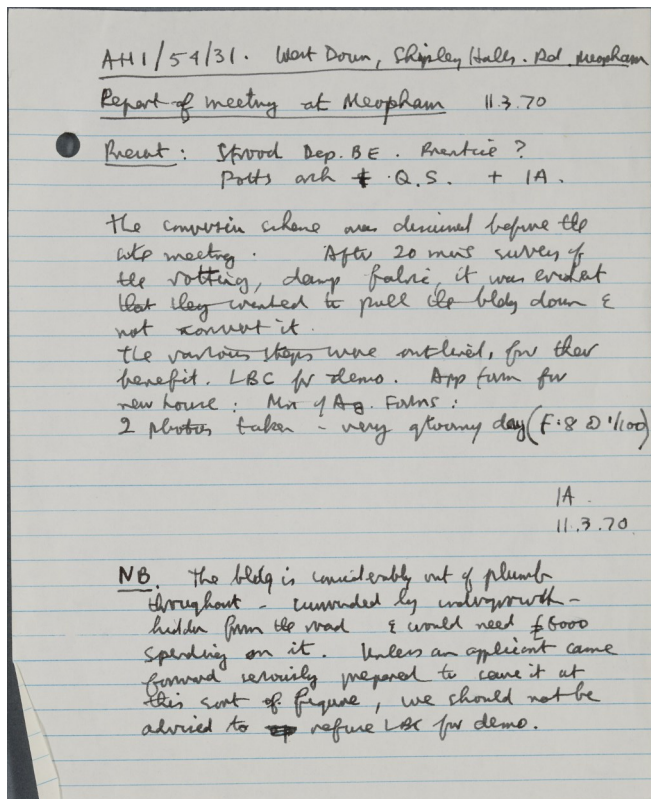 AH1/54/31. West Down, Shipley Hills. Rd Meopham
Report of meeting at Meopham 11.3.70
Present: Strood Dep. BE. Prentice?
Potts arch + Q.S. + IA.
The conversion scheme was discussed before the
site meeting. After 20 mins survey of
the rotting, damp fabric, it was evident
that they wanted to pull the bldg down &
not convert it.
The various steps were outlined, for their
benefit. LBC for demo. App form for
new house: Min of Ag. Forms:
2 photos taken - very gloomy day (F.8 @ 1/100)
IA.
11.3.70
NB. The bldg is considerably out of plumb
throughout - surrounded by undergrowth -
hidden from the road & would need £6000
spending on it. Unless an applicant came
forward seriously prepared to save it at
this sort of figure, we should not be
advised to refuse LBC for demo.